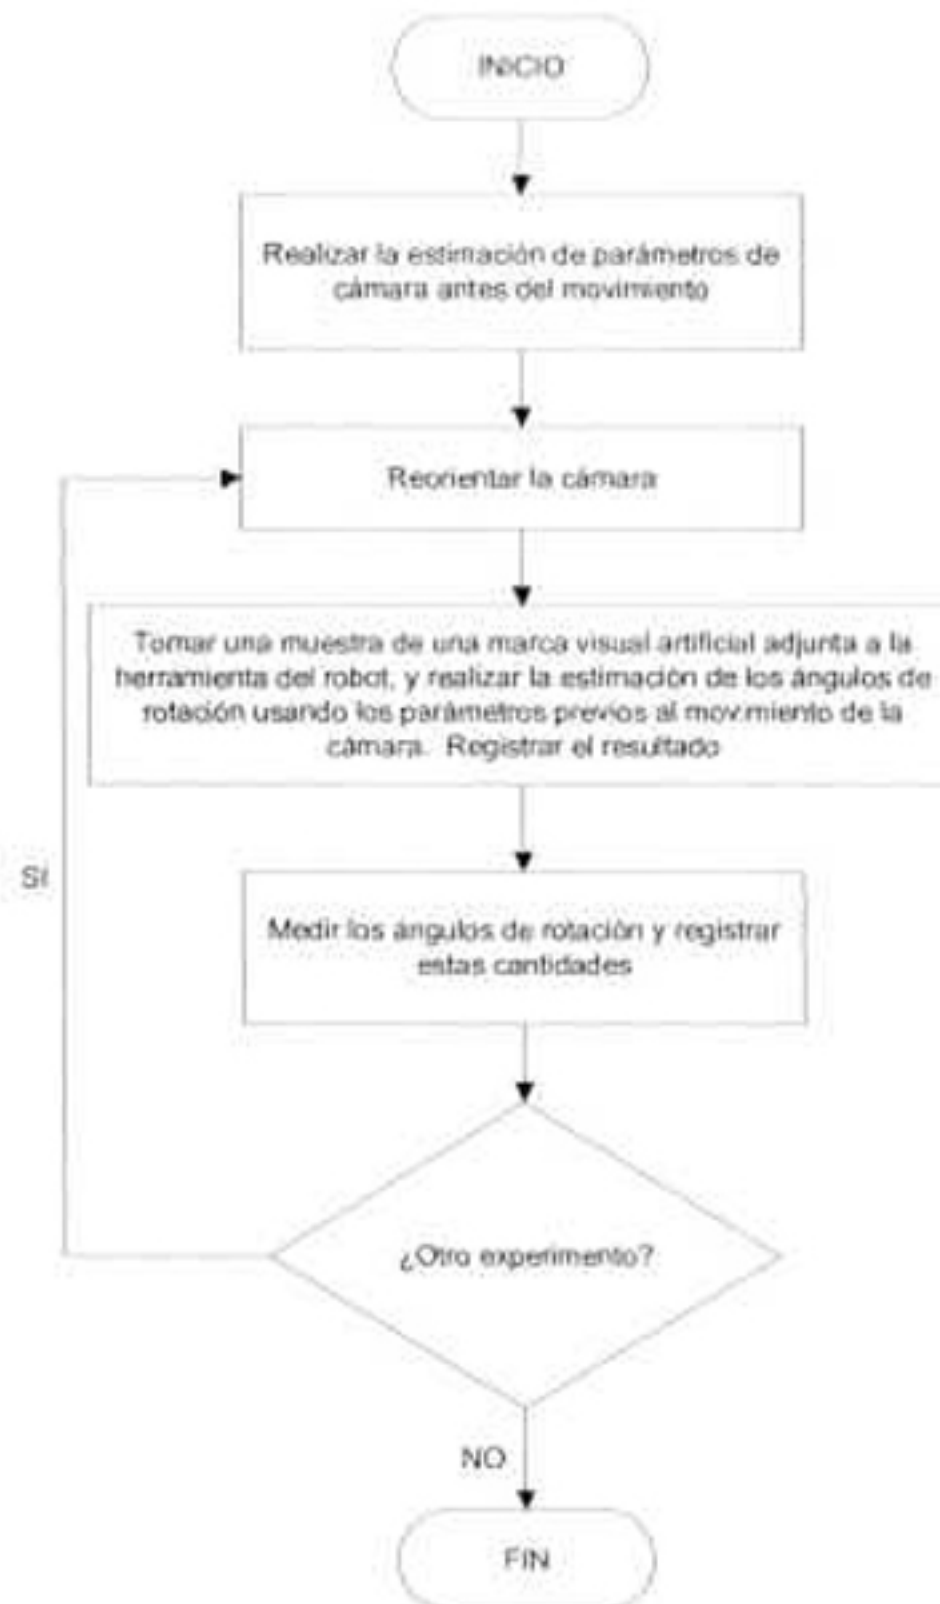 INICIO
Realizar la estimación de parámetros de
cámara antes del movimiento
Reorientar la cámara
Tomar una muestra de una marca visual artificial adjunta a la
herramienta del robot, y realizar la estimación de los ángulos de
rotación usando los parámetros previos al movimiento de la
cámara. Registrar el resultado
SÍ
Medir los ángulos de rotación y registrar
estas cantidades
¿Otro experimento?
NO
FIN